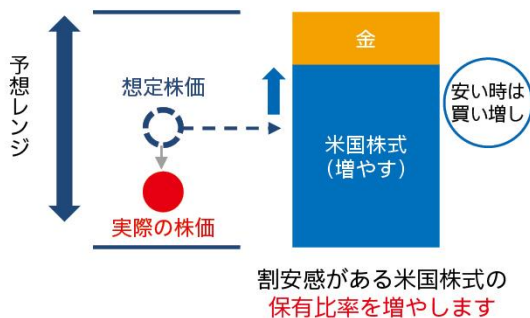 予想レンジ
想定株価
実際の株価
金
米国株式
(増やす)
安い時は
買い増し
割安感がある米国株式の
保有比率を増やします